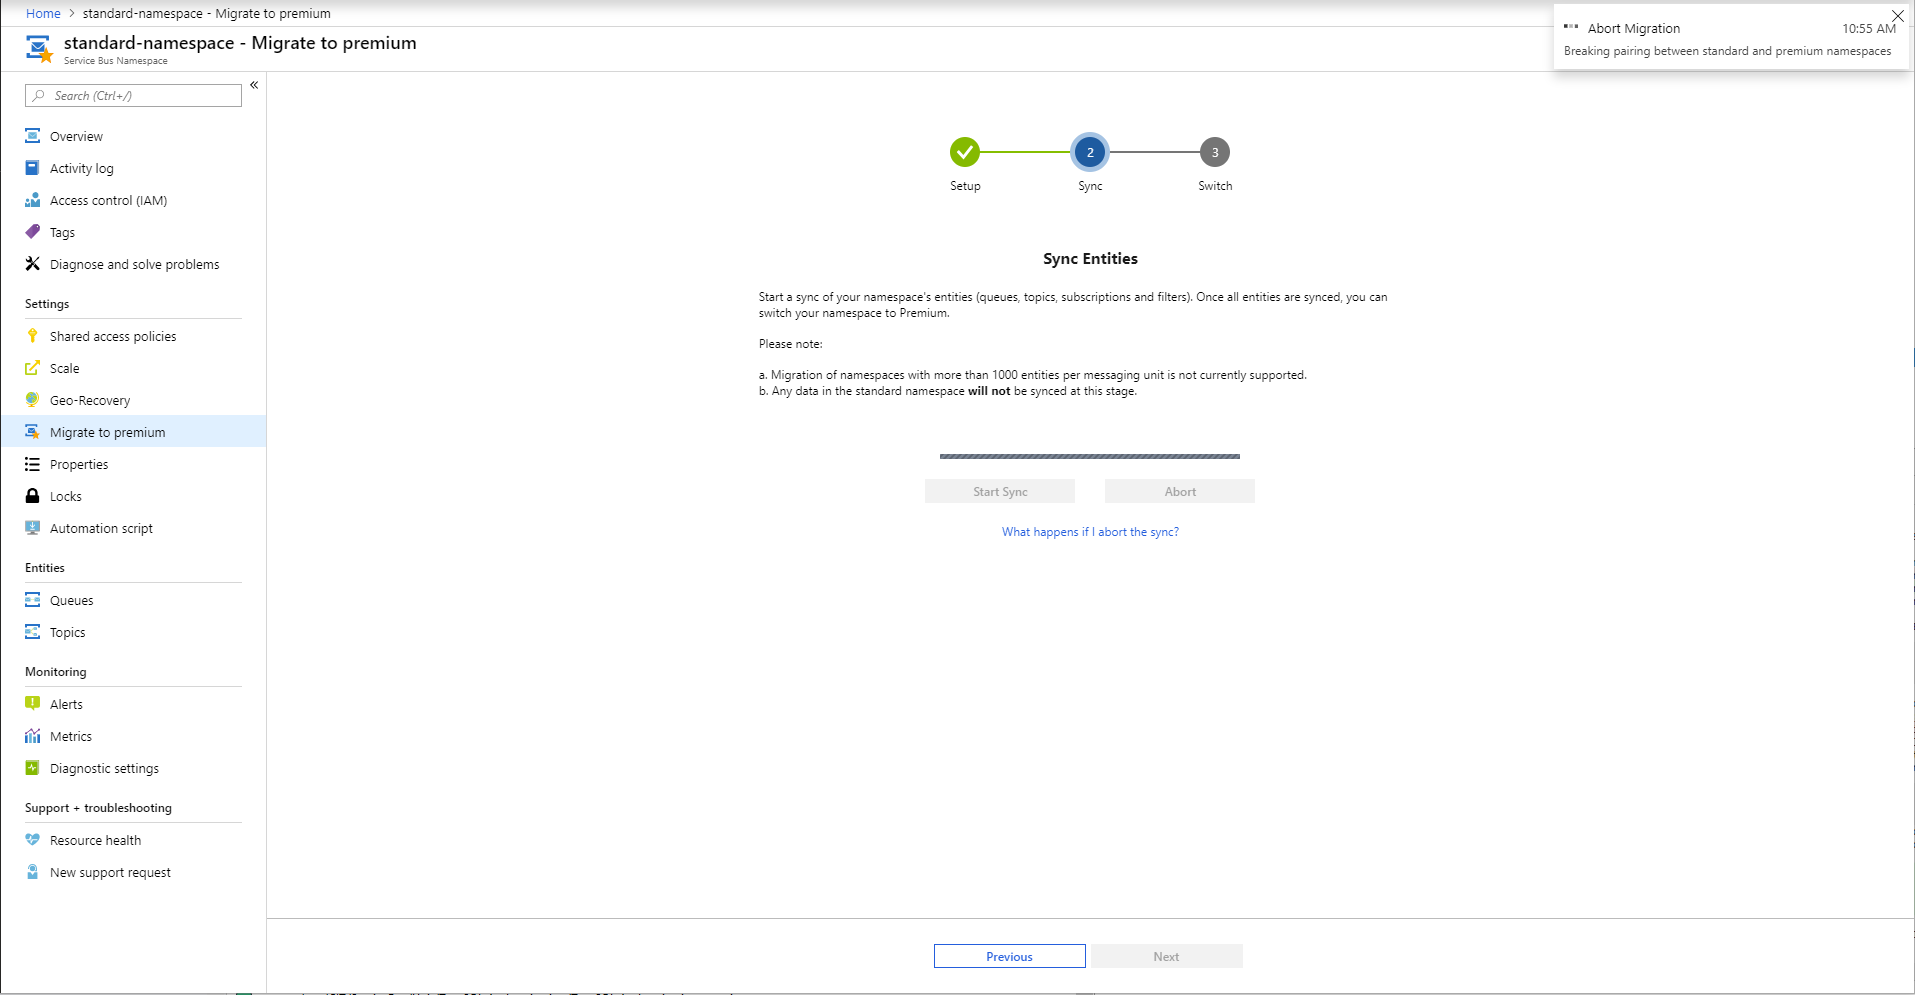 Home > standard-namespace - Migrate to premium
standard-namespace - Migrate to premium
Service Bus Namespace
Abort Migration 10:55 AM
Breaking pairing between standard and premium namespaces
Search (Ctrl+/)
«
Overview
Activity log
Access control (IAM)
Tags
Diagnose and solve problems
Settings
Shared access policies
Scale
Geo-Recovery
Migrate to premium
Properties
Locks
Automation script
Entities
Queues
Topics
Monitoring
Alerts
Metrics
Diagnostic settings
Support + troubleshooting
Resource health
New support request
2 3
Setup Sync Switch
Sync Entities
Start a sync of your namespace's entities (queues, topics, subscriptions and filters). Once all entities are synced, you can
switch your namespace to Premium.
Please note:
a. Migration of namespaces with more than 1000 entities per messaging unit is not currently supported.
b. Any data in the standard namespace will not be synced at this stage.
Start Sync Abort
What happens if I abort the sync?
Previous Next